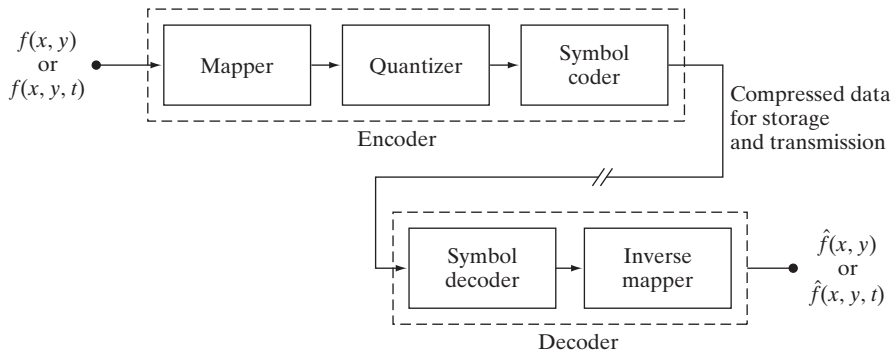 f(x, y)
or
f(x, y, t)
Mapper
Quantizer
Symbol
coder
Encoder
Compressed data
for storage
and transmission
Symbol
decoder
Inverse
mapper
Decoder
f̂(x, y)
or
f̂(x, y, t)